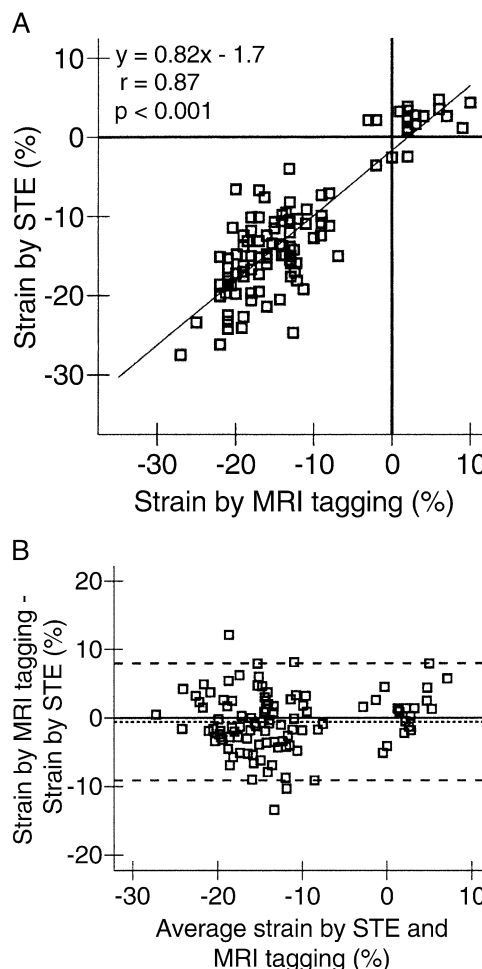 A
y = 0.82x - 1.7
r = 0.87
p < 0.001
10
0
-10
-20
-30
Strain by STE (%)
-30 -20 -10 0 10
Strain by MRI tagging (%)
B
20
10
0
-10
-20
Strain by MRI tagging -
Strain by STE (%)
-30 -20 -10 0 10
Average strain by STE and
MRI tagging (%)